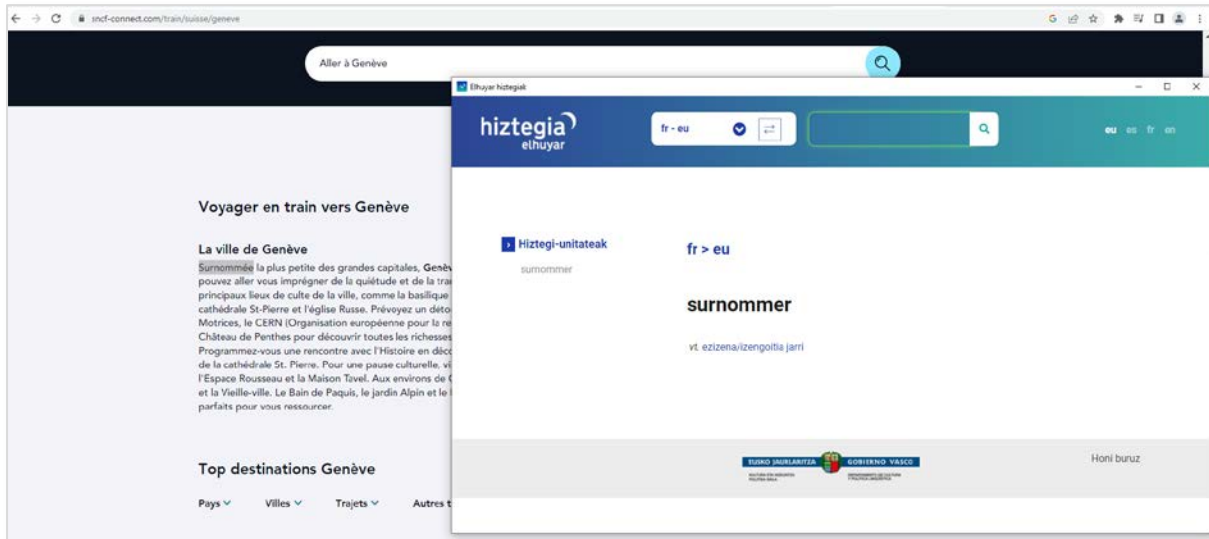 sncf-connect.com/train/suisse/geneve
Aller à Genève
Voyager en train vers Genève
La ville de Genève
Surnommée la plus petite des grandes capitales, Genèv
pouvez aller vous imprégner de la quiétude et de la tra
principaux lieux de culte de la ville, comme la basilique
cathédrale St-Pierre et l'église Russe. Prévoyez un déto
Motrices, le CERN (Organisation européenne pour la re
Château de Penthes pour découvrir toutes les richesses
Programmez-vous une rencontre avec l'Histoire en déco
de la cathédrale St. Pierre. Pour une pause culturelle, vi
l'Espace Rousseau et la Maison Tavel. Aux environs de G
et la Vieille-ville. Le Bain de Paquis, le jardin Alpin et le
parfaits pour vous ressourcer.
Top destinations Genève
Pays Villes Trajets Autres t
Elhuyar hiztegiak
hiztegia
elhuyar
fr - eu
eu es fr en
Hiztegi-unitateak
surnommer
fr > eu
surnommer
vt. ezizena/izengoitia jarri
EUSKO JAURLARITZA GOBIERNO VASCO
Honi buruz